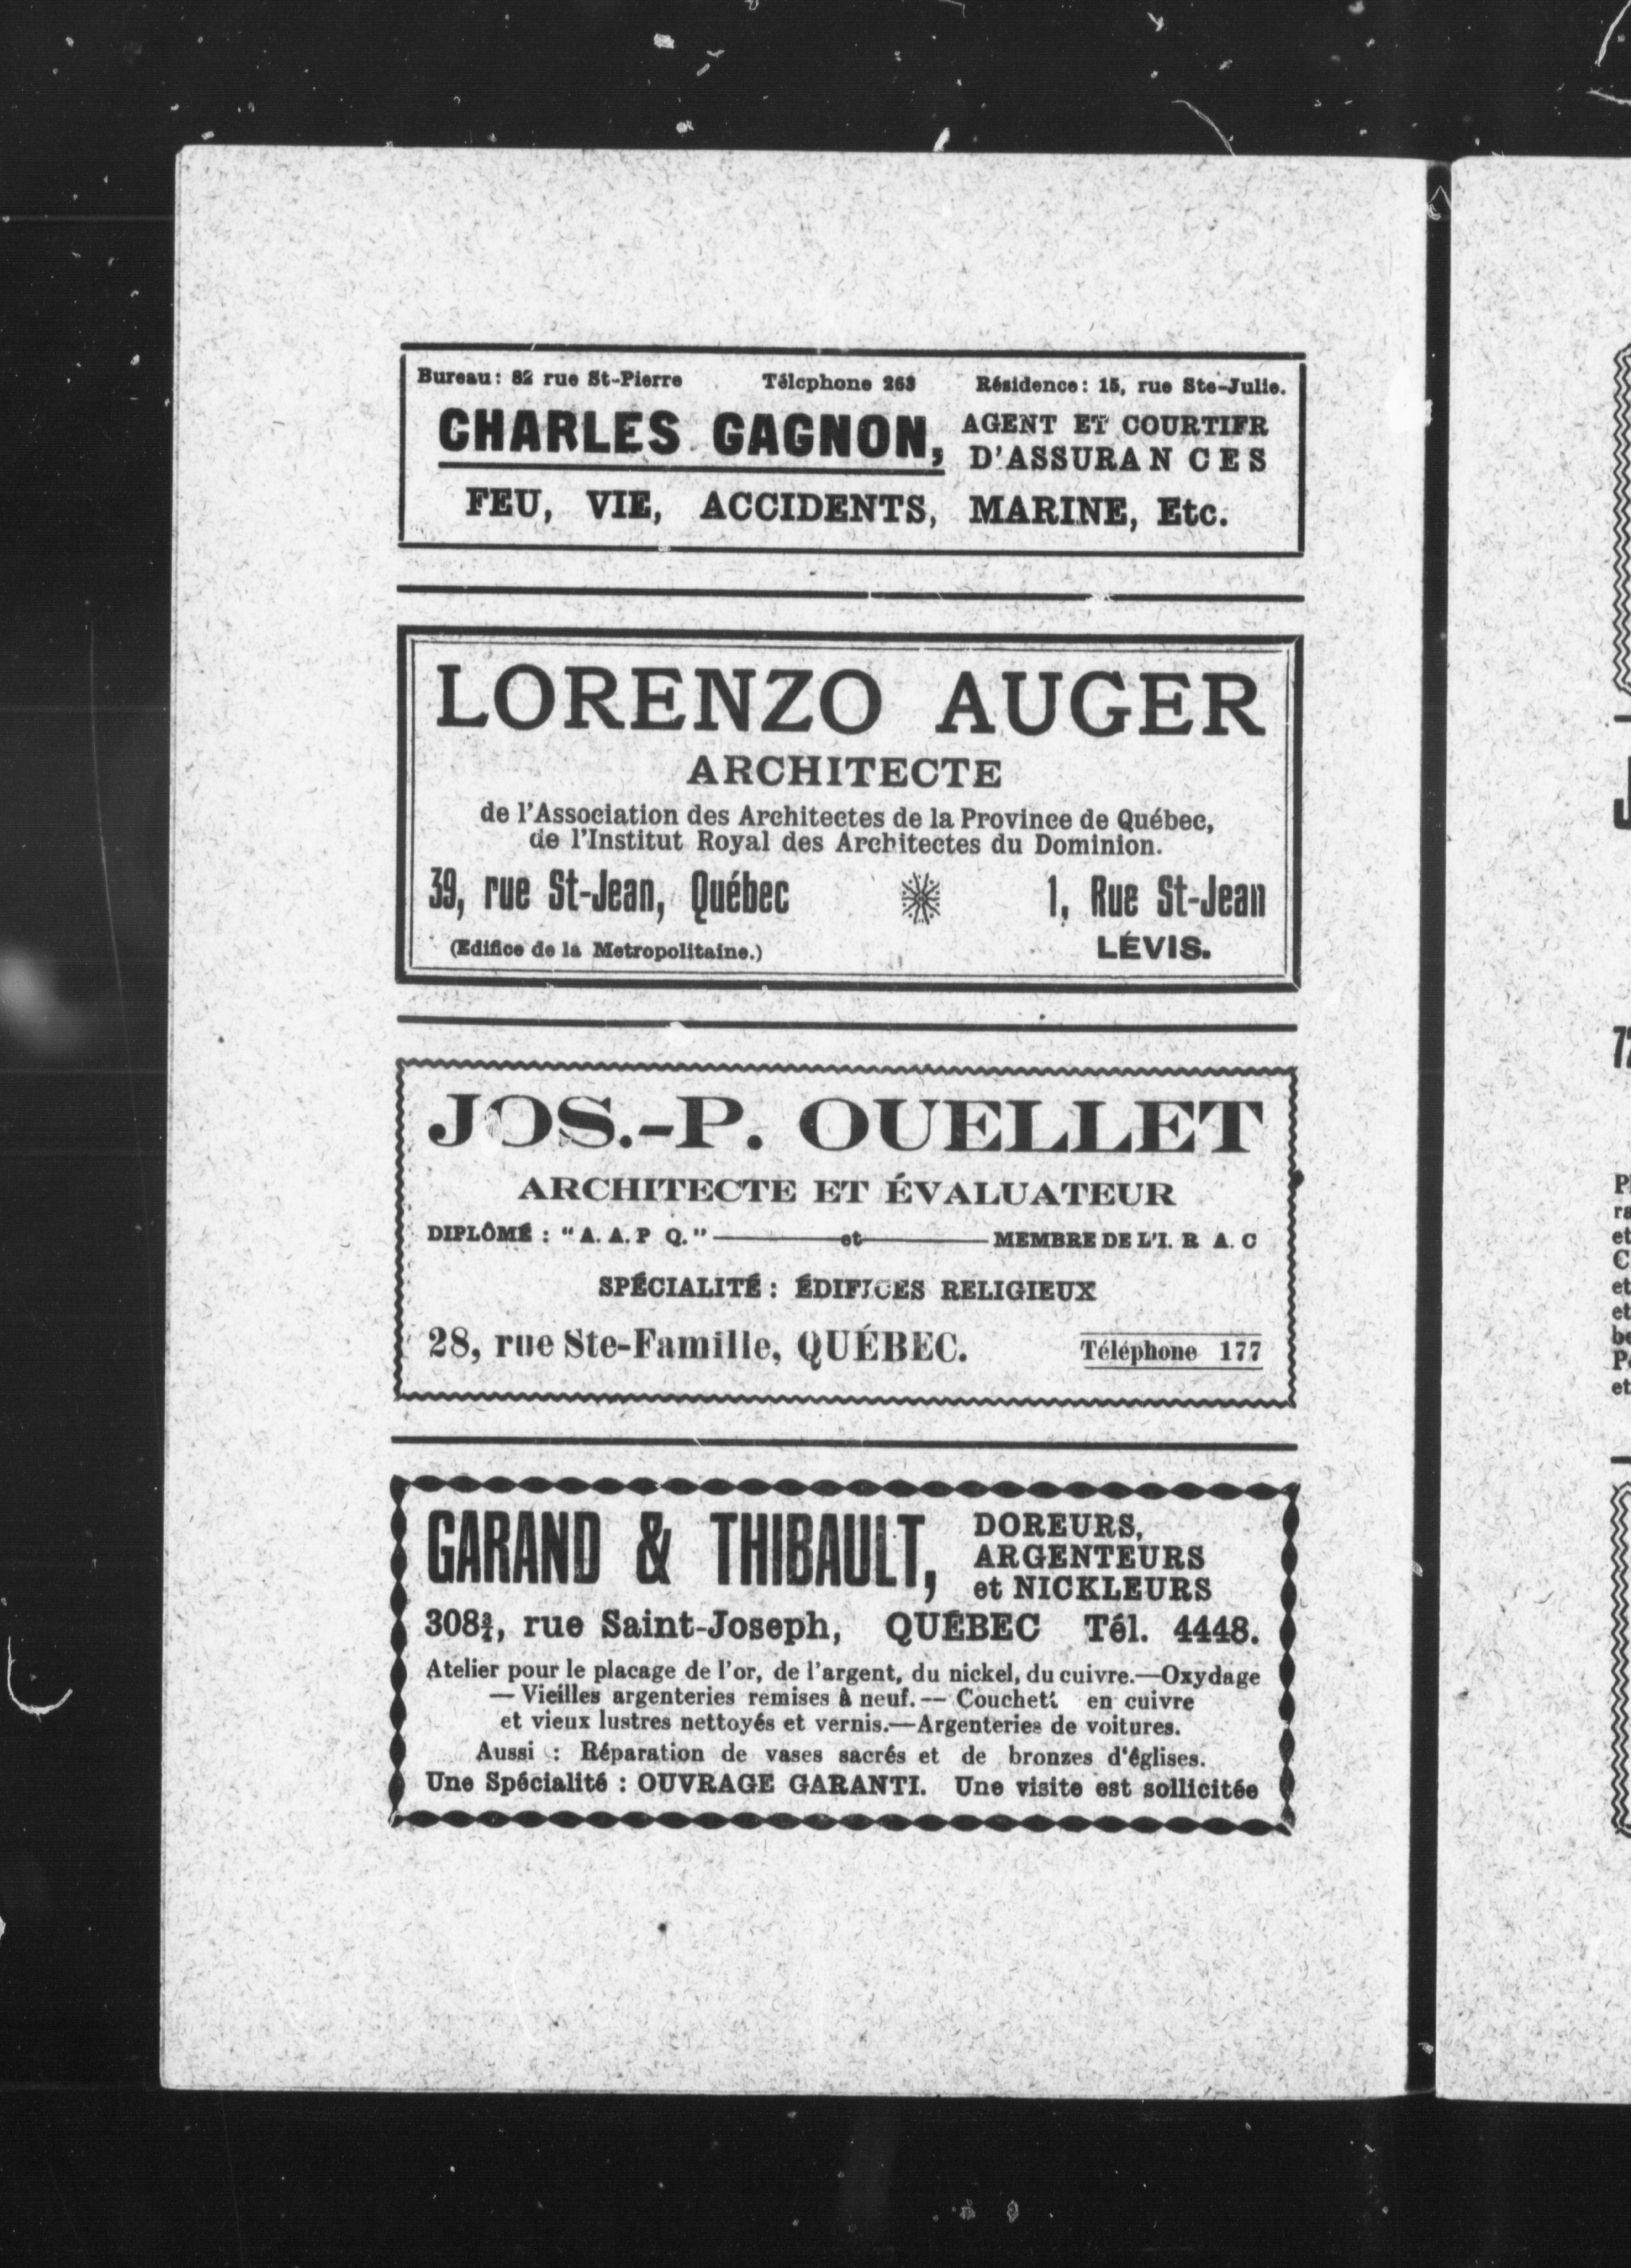 Bureau: 82 rue St-Pierre Télephone 263 Résidence: 15, rue Ste-Julie.
CHARLES GAGNON, AGENT ET COURTIER
D'ASSURANCES
FEU, VIE, ACCIDENTS, MARINE, Etc.
LORENZO AUGER
ARCHITECTE
de l'Association des Architectes de la Province de Québec,
de l'Institut Royal des Architectes du Dominion.
39, rue St-Jean, Québec 1, Rue St-Jean
(Edifice de la Metropolitaine.) LÉVIS.
JOS.-P. OUELLET
ARCHITECTE ET ÉVALUATEUR
DIPLÔMÉ : "A. A. P Q." — et — MEMBRE DE L'I. R A. C
SPÉCIALITÉ : ÉDIFICES RELIGIEUX
28, rue Ste-Famille, QUÉBEC. Téléphone 177
GARAND & THIBAULT, DOREURS,
ARGENTEURS
et NICKLEURS
308¾, rue Saint-Joseph, QUÉBEC Tél. 4448.
Atelier pour le placage de l'or, de l'argent, du nickel, du cuivre.—Oxydage
— Vieilles argenteries remises à neuf. — en cuivre
et vieux lustres nettoyés et vernis.—Argenteries de voitures.
Aussi : Réparation de vases sacrés et de bronzes d'églises.
Une Spécialité : OUVRAGE GARANTI. Une visite est sollicitée